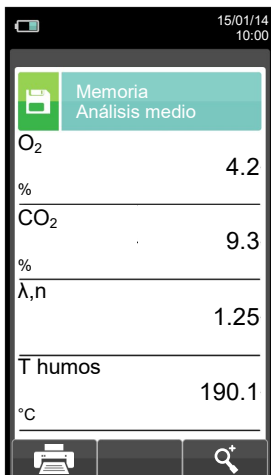 15/01/14
10:00
Memoria
Análisis medio
O₂
4.2
%
CO₂
9.3
%
λ,n
1.25
T humos
190.1
°C